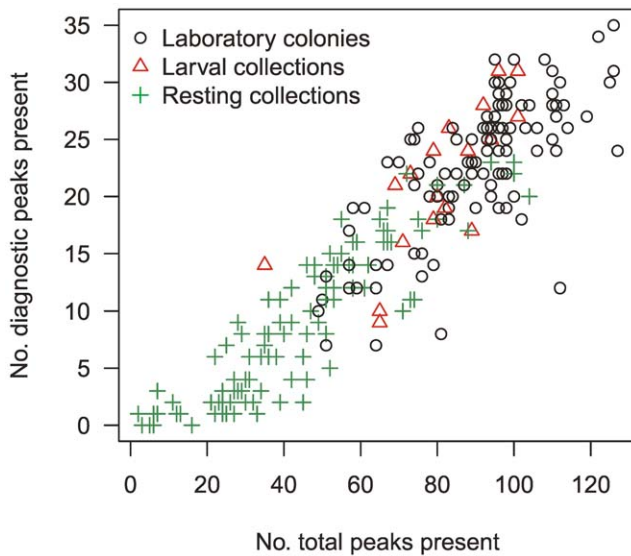 35
30
25
20
15
10
5
0
No. diagnostic peaks present
Laboratory colonies
Larval collections
Resting collections
0 20 40 60 80 100 120
No. total peaks present